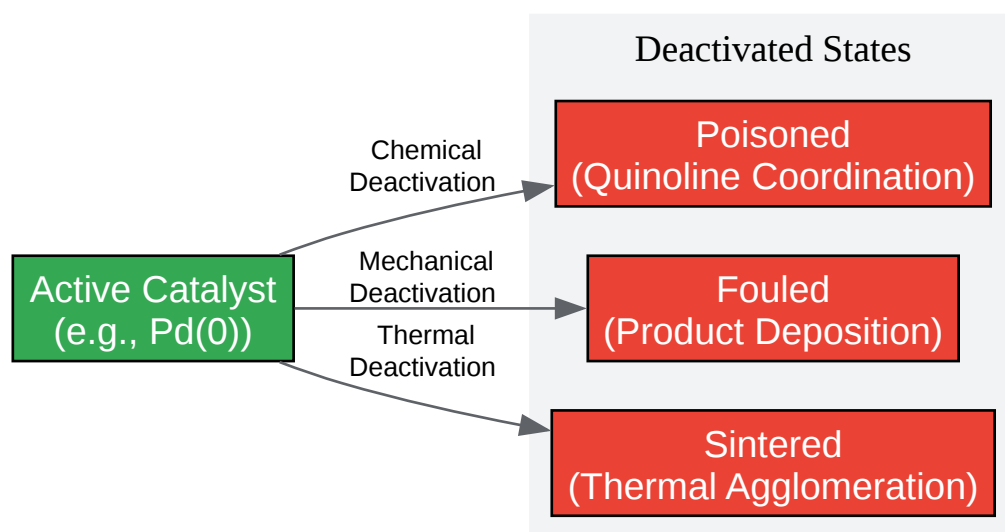 Deactivated States
Poisoned
(Quinoline Coordination)
Chemical
Deactivation
Active Catalyst
(e.g., Pd(0))
Mechanical
Deactivation
Fouled
(Product Deposition)
Thermal
Deactivation
Sintered
(Thermal Agglomeration)